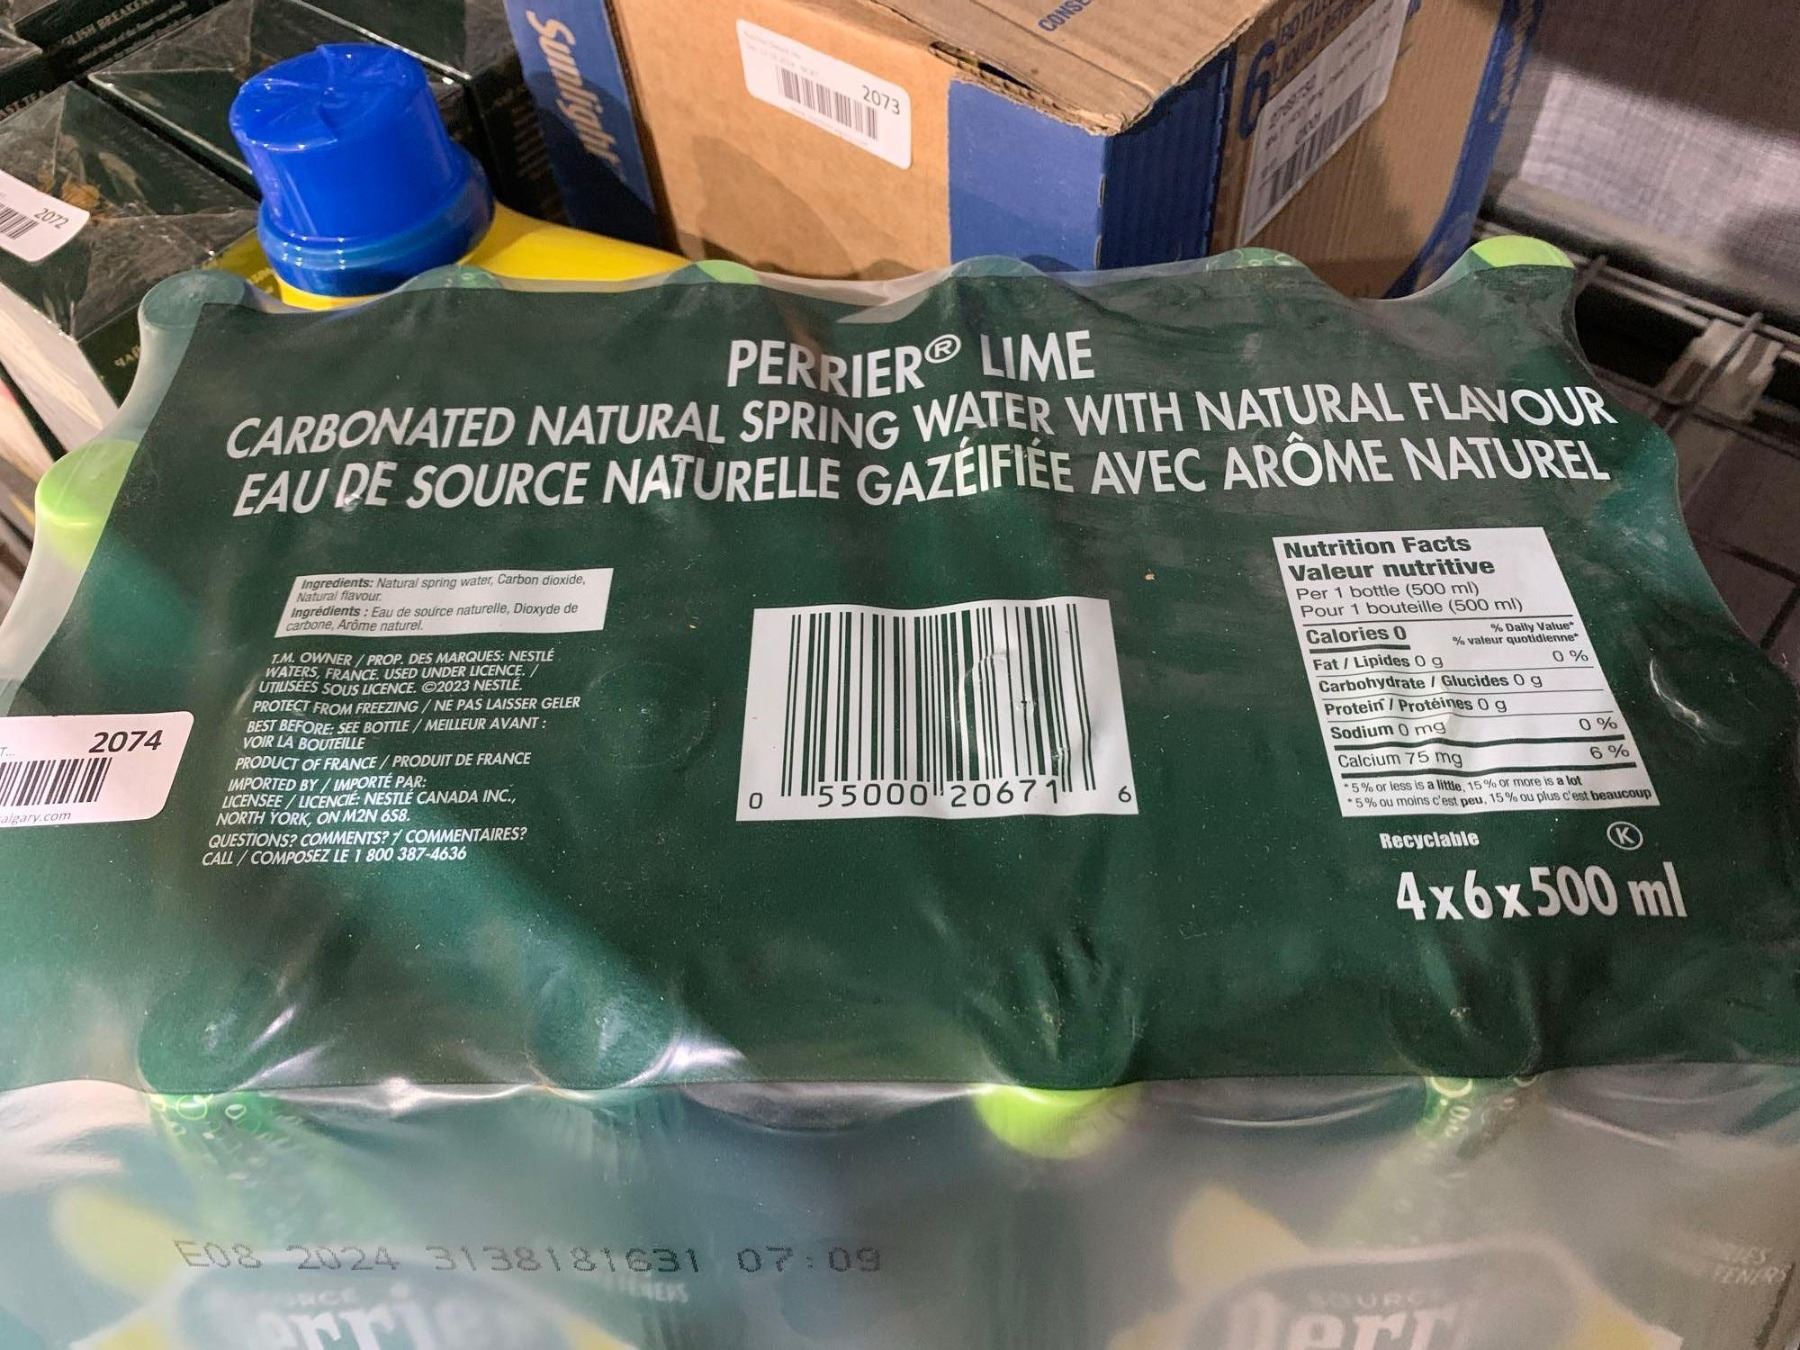 Sunlight
CONSE
2073
2072
6
PERRIER® LIME
CARBONATED NATURAL SPRING WATER WITH NATURAL FLAVOUR
EAU DE SOURCE NATURELLE GAZÉIFIÉE AVEC ARÔME NATUREL
Ingredients: Natural spring water, Carbon dioxide,
Natural flavour.
Ingrédients : Eau de source naturelle, Dioxyde de
carbone, Arôme naturel.
T.M. OWNER / PROP. DES MARQUES: NESTLÉ
WATERS, FRANCE. USED UNDER LICENCE. /
UTILISÉES SOUS LICENCE. ©2023 NESTLÉ.
PROTECT FROM FREEZING / NE PAS LAISSER GELER
BEST BEFORE: SEE BOTTLE / MEILLEUR AVANT :
VOIR LA BOUTEILLE
PRODUCT OF FRANCE / PRODUIT DE FRANCE
IMPORTED BY / IMPORTÉ PAR:
LICENSEE / LICENCIÉ: NESTLÉ CANADA INC.,
NORTH YORK, ON M2N 6S8.
QUESTIONS? COMMENTS? / COMMENTAIRES?
CALL / COMPOSEZ LE 1 800 387-4636
0 55000 20671 6
Nutrition Facts
Valeur nutritive
Per 1 bottle (500 ml)
Pour 1 bouteille (500 ml)
Calories 0
% Daily Value*
% valeur quotidienne*
Fat / Lipides 0 g 0 %
Carbohydrate / Glucides 0 g
Protein / Protéines 0 g
Sodium 0 mg 0 %
Calcium 75 mg 6 %
*5% or less is a little, 15% or more is a lot
*5% ou moins c'est peu, 15% ou plus c'est beaucoup
Recyclable K
4x6x500 ml
2074
algary.com
E08 2024 3138181631 07:09
SOURC